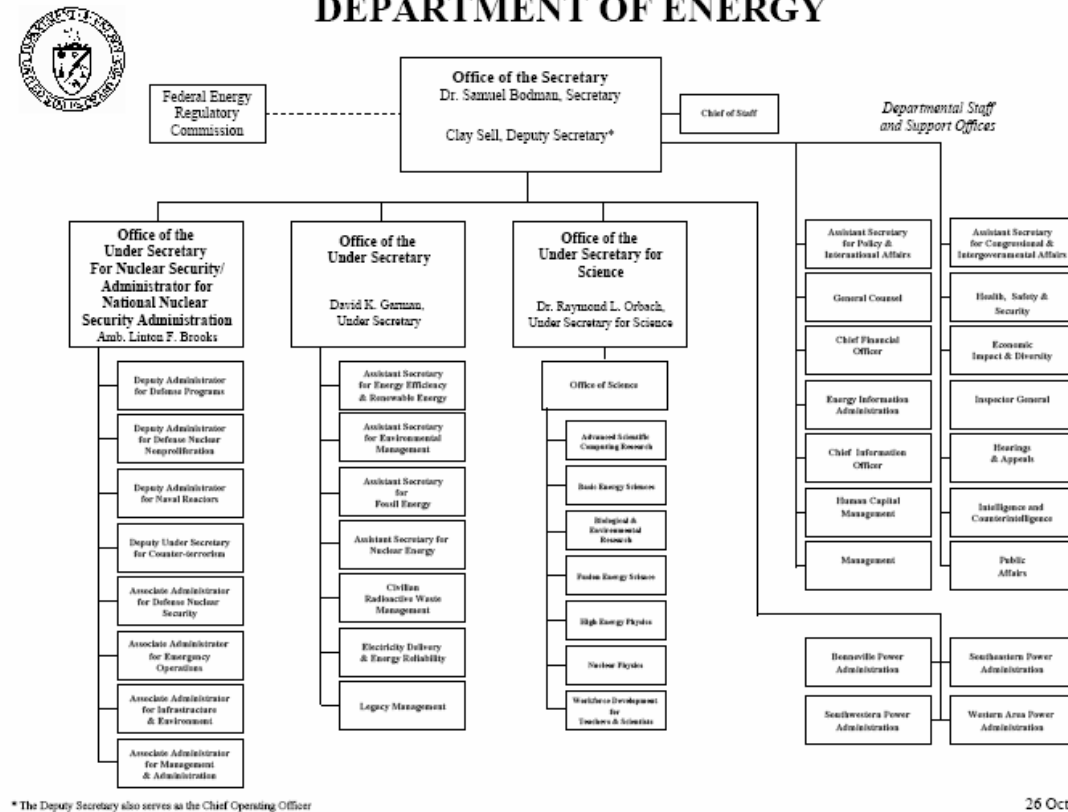 DEPARTMENT OF ENERGY
Office of the Secretary
Dr. Samuel Bodman, Secretary
Clay Sell, Deputy Secretary*
Federal Energy
Regulatory
Commission
Chief of Staff
Departmental Staff
and Support Offices
Office of the
Under Secretary
For Nuclear Security/
Administrator for
National Nuclear
Security Administration
Amb. Linton F. Brooks
Deputy Administrator
for Defense Programs
Deputy Administrator
for Defense Nuclear
Nonproliferation
Deputy Administrator
for Naval Reactors
Deputy Under Secretary
for Counter-terrorism
Associate Administrator
for Defense Nuclear
Security
Associate Administrator
for Emergency
Operations
Associate Administrator
for Infrastructure
& Environment
Associate Administrator
for Management
& Administration
Office of the
Under Secretary
David K. Garman,
Under Secretary
Assistant Secretary
for Energy Efficiency
& Renewable Energy
Assistant Secretary
for Environmental
Management
Assistant Secretary
for
Fossil Energy
Assistant Secretary for
Nuclear Energy
Civilian
Radioactive Waste
Management
Electricity Delivery
& Energy Reliability
Legacy Management
Office of the
Under Secretary for
Science
Dr. Raymond L. Orbach,
Under Secretary for Science
Office of Science
Advanced Scientific
Computing Research
Basic Energy Sciences
Biological &
Environmental
Research
Fusion Energy Science
High Energy Physics
Nuclear Physics
Workforce Development
for
Teachers & Scientists
Assistant Secretary
for Policy &
International Affairs
General Counsel
Chief Financial
Officer
Energy Information
Administration
Chief Information
Officer
Human Capital
Management
Management
Assistant Secretary
for Congressional &
Intergovernmental Affairs
Health, Safety &
Security
Economic
Impact & Diversity
Inspector General
Hearings
& Appeals
Intelligence and
Counterintelligence
Public
Affairs
Bonneville Power
Administration
Southeastern Power
Administration
Southwestern Power
Administration
Western Area Power
Administration
* The Deputy Secretary also serves as the Chief Operating Officer
26 Oct